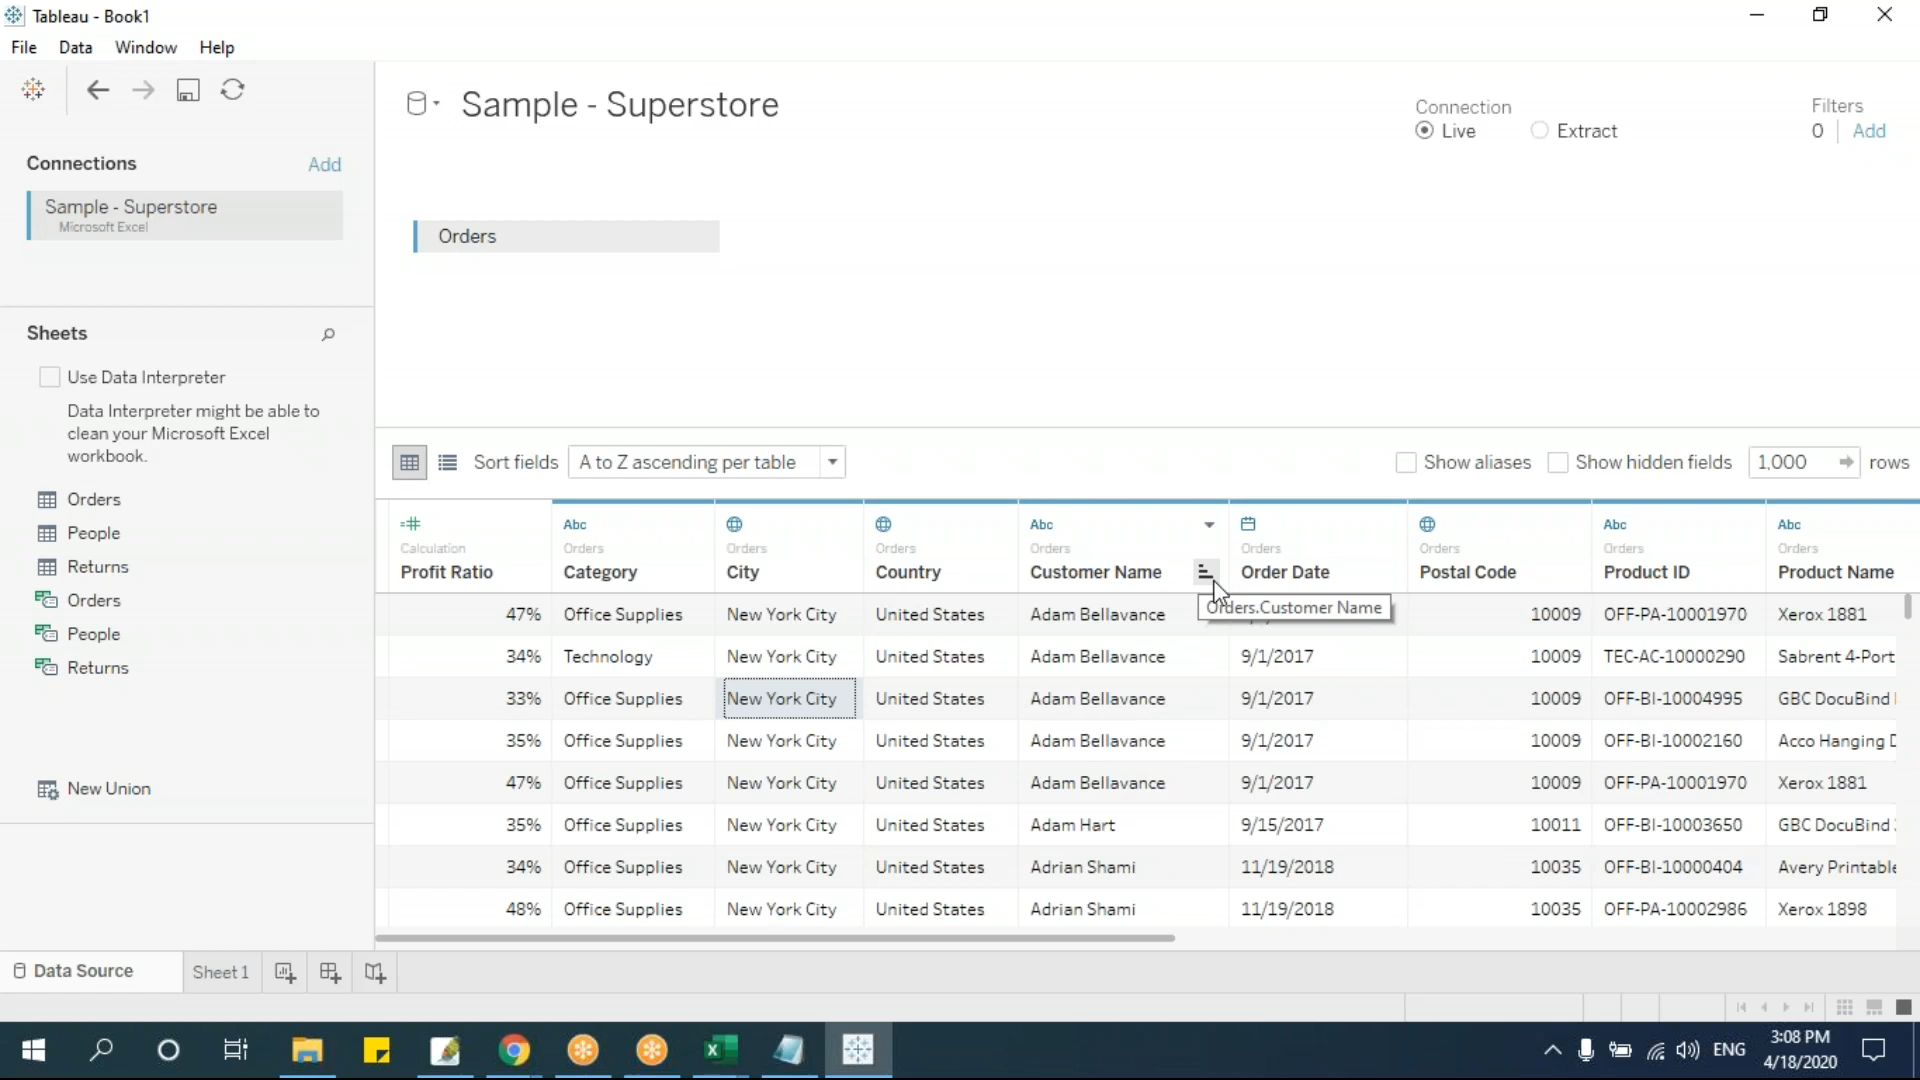 Tableau - Book1
File Data Window Help
Connections Add
Sample - Superstore
Microsoft Excel
Sheets
Use Data Interpreter
Data Interpreter might be able to
clean your Microsoft Excel
workbook.
Orders
People
Returns
Orders
People
Returns
New Union
Sample - Superstore
Connection
Live Extract
Filters
0 Add
Orders
Sort fields A to Z ascending per table Show aliases Show hidden fields 1,000 rows
=# Abc Abc Abc Abc
Calculation Orders Orders Orders Orders Orders Orders Orders Orders
Profit Ratio Category City Country Customer Name Order Date Postal Code Product ID Product Name
Orders.Customer Name
47% Office Supplies New York City United States Adam Bellavance 10009 OFF-PA-10001970 Xerox 1881
34% Technology New York City United States Adam Bellavance 9/1/2017 10009 TEC-AC-10000290 Sabrent 4-Port
33% Office Supplies New York City United States Adam Bellavance 9/1/2017 10009 OFF-BI-10004995 GBC DocuBind
35% Office Supplies New York City United States Adam Bellavance 9/1/2017 10009 OFF-BI-10002160 Acco Hanging
47% Office Supplies New York City United States Adam Bellavance 9/1/2017 10009 OFF-PA-10001970 Xerox 1881
35% Office Supplies New York City United States Adam Hart 9/15/2017 10011 OFF-BI-10003650 GBC DocuBind
34% Office Supplies New York City United States Adrian Shami 11/19/2018 10035 OFF-BI-10000404 Avery Printable
48% Office Supplies New York City United States Adrian Shami 11/19/2018 10035 OFF-PA-10002986 Xerox 1898
Data Source Sheet 1
ENG
3:08 PM
4/18/2020